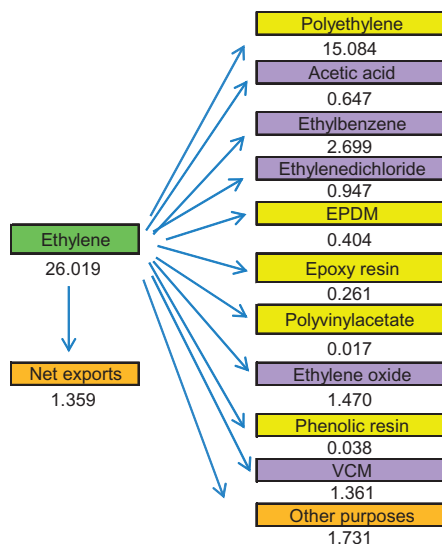 Polyethylene
15.084
Acetic acid
0.647
Ethylbenzene
2.699
Ethylenedichloride
0.947
EPDM
0.404
Ethylene
26.019
Epoxy resin
0.261
Polyvinylacetate
0.017
Net exports
1.359
Ethylene oxide
1.470
Phenolic resin
0.038
VCM
1.361
Other purposes
1.731